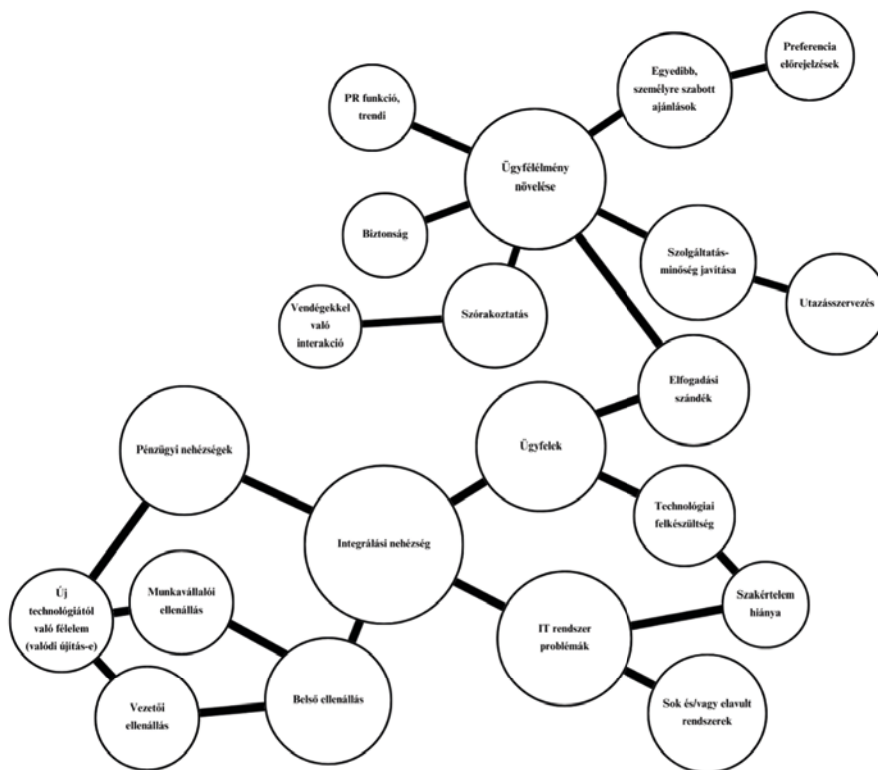 Preferencia
előrejelzések
Egyedibb,
személyre szabott
ajánlások
PR funkció,
trendi
Ügyfélélmény
növelése
Biztonság
Szolgáltatás-
minőség javítása
Utazásszervezés
Szórakoztatás
Vendégekkel
való
interakció
Elfogadási
szándék
Ügyfelek
Pénzügyi nehézségek
Technológiai
felkészültség
Integrálási nehézség
Munkavállalói
ellenállás
Új
technológiától
való félelem
(valódi újítás-e)
Szakértelem
hiánya
IT rendszer
problémák
Belső ellenállás
Vezetői
ellenállás
Sok és/vagy elavult
rendszerek